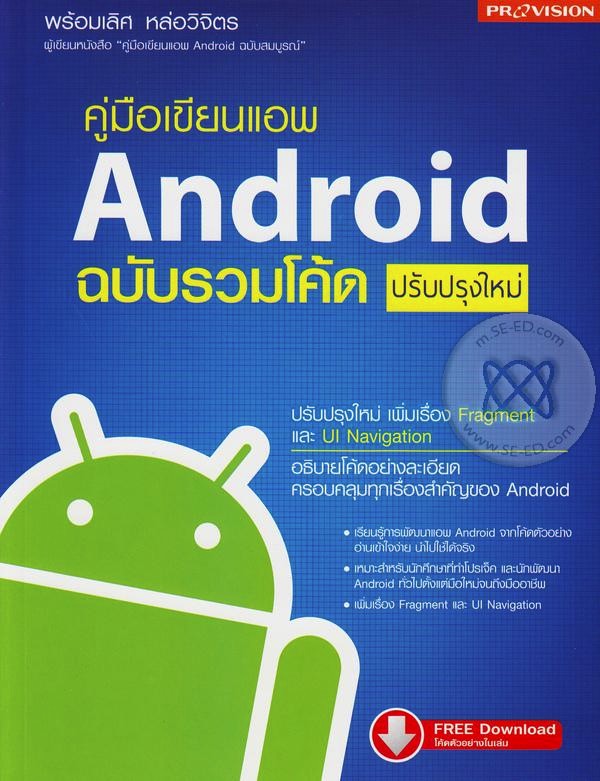 PROVISION
พร้อมเลิศ หล่อวิจิตร
ผู้เขียนหนังสือ “คู่มือเขียนแอพ Android ฉบับสมบูรณ์”
คู่มือเขียนแอพ
Android
ฉบับรวมโค้ด ปรับปรุงใหม่
m.SE-ED.com
www.SE-ED.com
ปรับปรุงใหม่ เพิ่มเรื่อง Fragment
และ UI Navigation
อธิบายโค้ดอย่างละเอียด
ครอบคลุมทุกเรื่องสำคัญของ Android
• เรียนรู้การพัฒนาแอพ Android จากโค้ดตัวอย่าง
อ่านเข้าใจง่าย นำไปใช้ได้จริง
• เหมาะสำหรับนักศึกษาที่ทำโปรเจ็ค และนักพัฒนา
Android ทั่วไปตั้งแต่มือใหม่จนถึงมืออาชีพ
• เพิ่มเรื่อง Fragment และ UI Navigation
FREE Download
โค้ดตัวอย่างในเล่ม